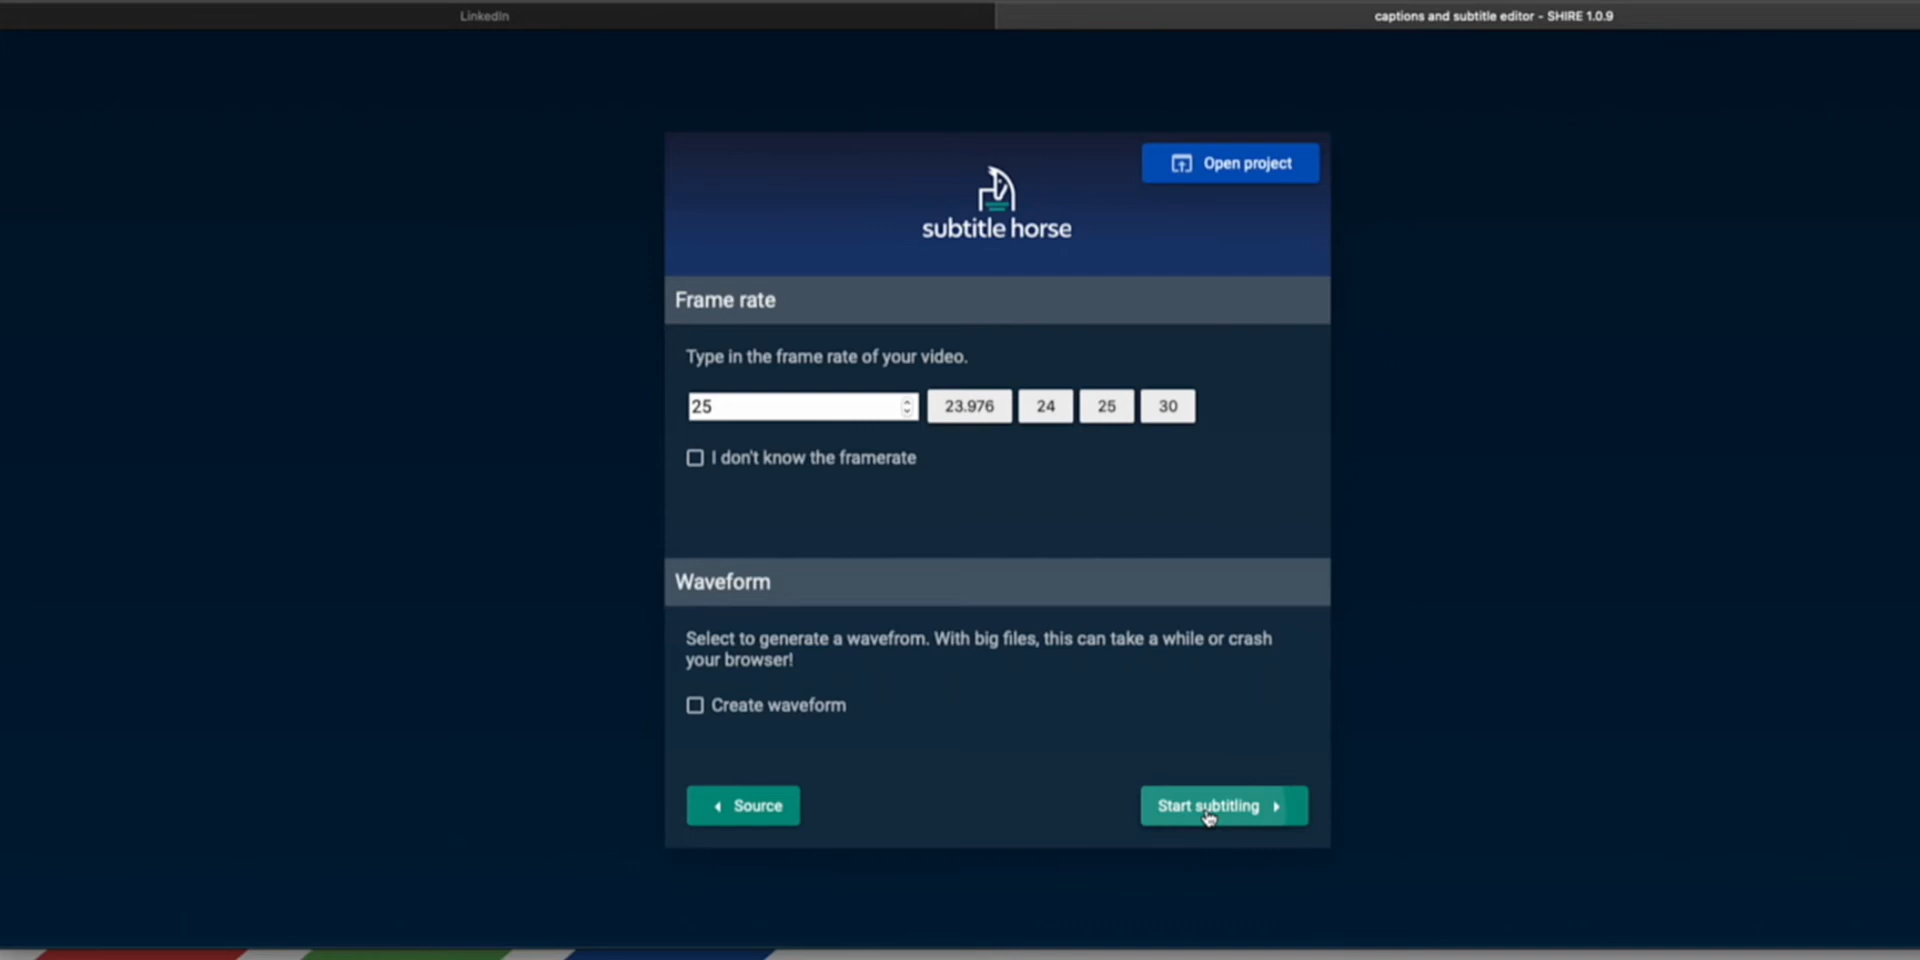 LinkedIn
captions and subtitle editor - SHIRE 1.0.9
Open project
subtitle horse
Frame rate
Type in the frame rate of your video.
25 23.976 24 25 30
I don't know the framerate
Waveform
Select to generate a wavefrom. With big files, this can take a while or crash
your browser!
Create waveform
Source
Start subtitling